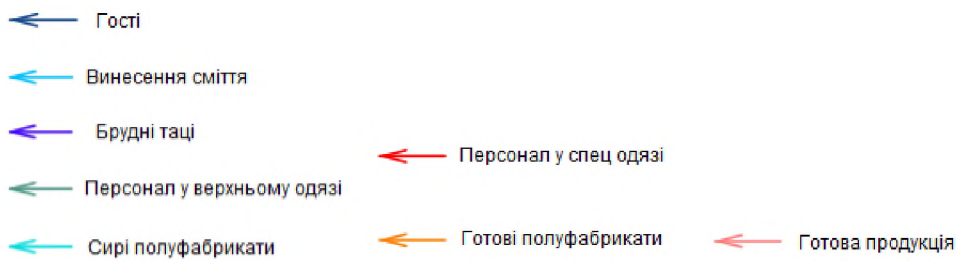 Гості
Винесення сміття
Брудні таці
Персонал у спец одязі
Персонал у верхньому одязі
Сирі полуфабрикати
Готові полуфабрикати
Готова продукція